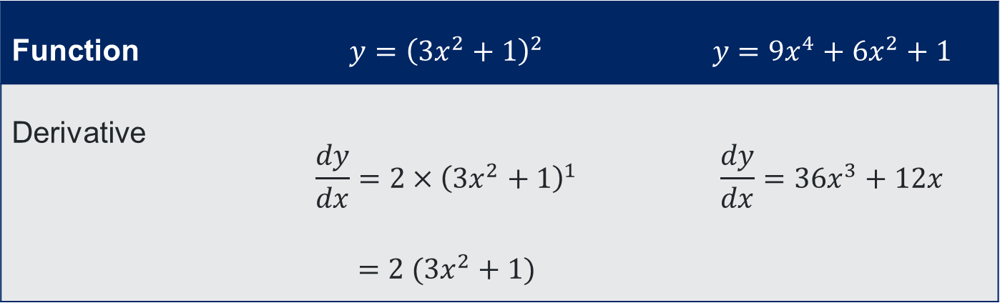 Function y = (3x² + 1)² y = 9x⁴ + 6x² + 1
Derivative
dy/dx = 2 × (3x² + 1)¹ dy/dx = 36x³ + 12x
= 2 (3x² + 1)